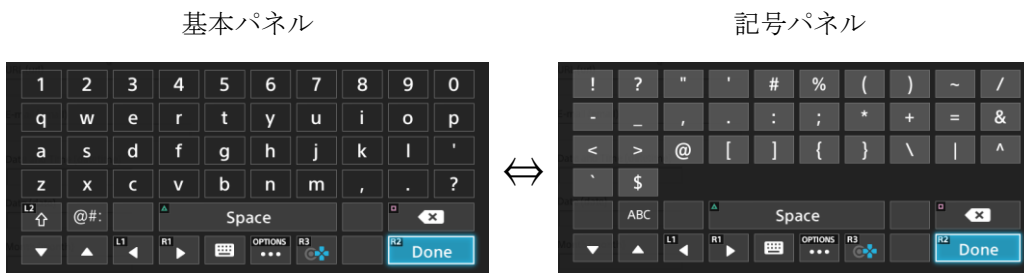 基本パネル 記号パネル
1 2 3 4 5 6 7 8 9 0
q w e r t y u i o p
a s d f g h j k l '
z x c v b n m , . ?
L2 @#: Space
L1 R1 OPTIONS R3 R2 Done
⇔
! ? " ' # % ( ) ~ /
- _ , . : ; * + = &
< > @ [ ] { } \ | ^
` $
ABC Space
L1 R1 OPTIONS R3 R2 Done